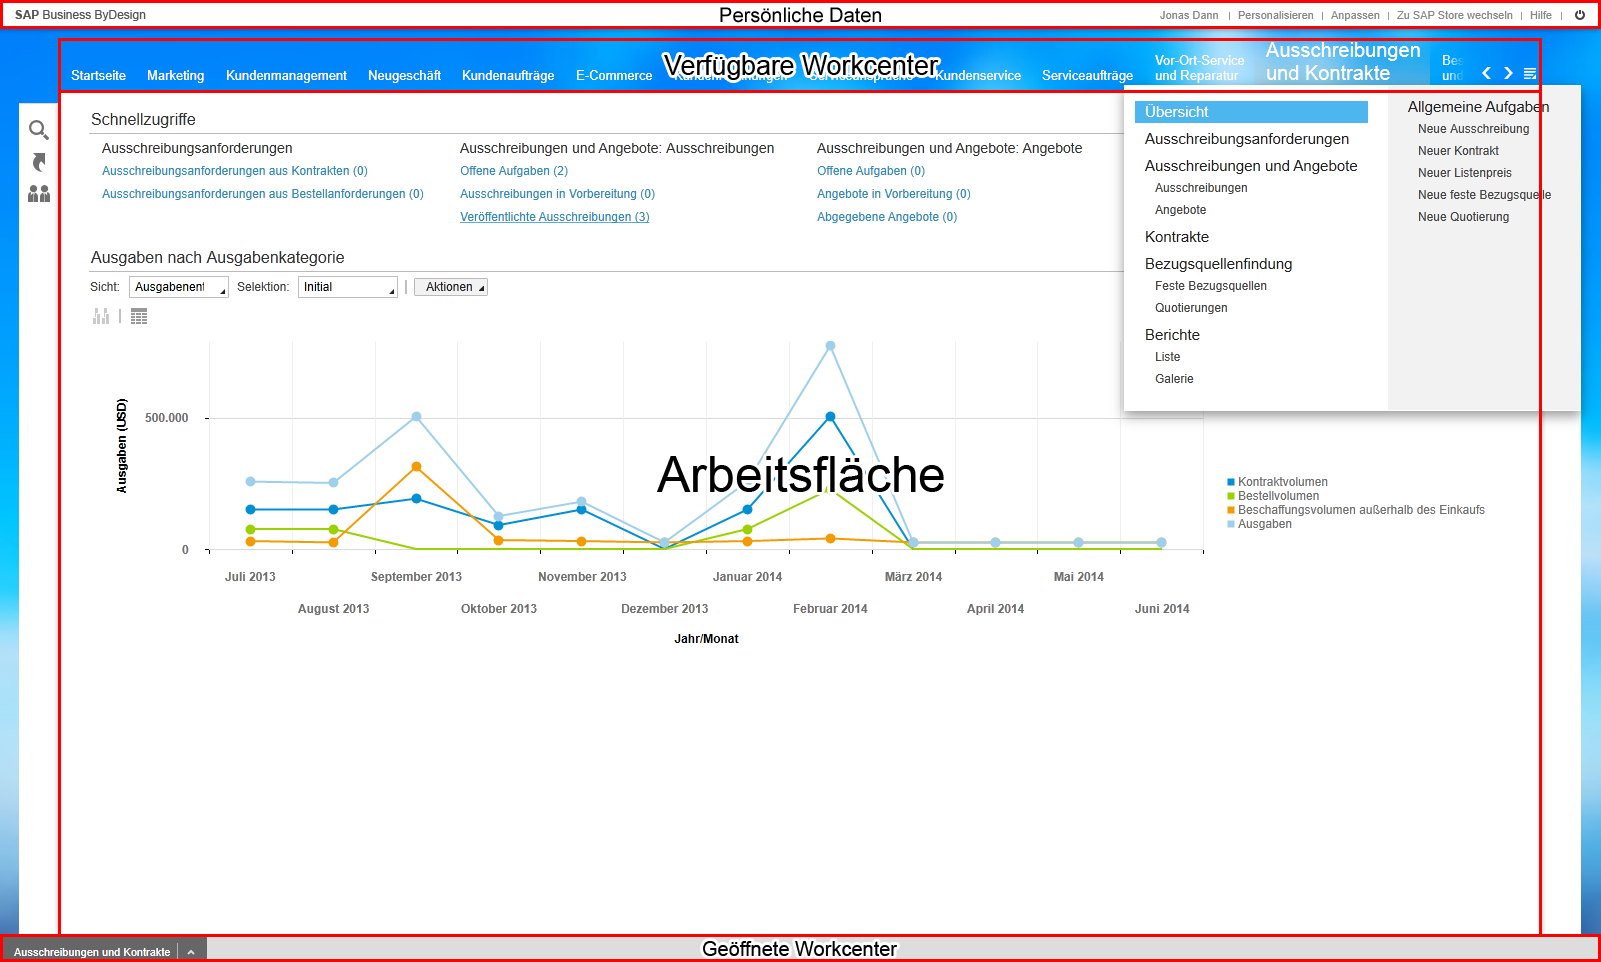 SAP Business ByDesign
Persönliche Daten
Jonas Dann | Personalisieren | Anpassen | Zu SAP Store wechseln | Hilfe |
Verfügbare Workcenter
Startseite
Marketing
Kundenmanagement
Neugeschäft
Kundenaufträge
E-Commerce
Kundenservice
Serviceaufträge
Vor-Ort-Service
und Reparatur
Ausschreibungen
und Kontrakte
Schnellzugriffe
Ausschreibungsanforderungen
Ausschreibungsanforderungen aus Kontrakten (0)
Ausschreibungsanforderungen aus Bestellanforderungen (0)
Ausschreibungen und Angebote: Ausschreibungen
Offene Aufgaben (2)
Ausschreibungen in Vorbereitung (0)
Veröffentlichte Ausschreibungen (3)
Ausschreibungen und Angebote: Angebote
Offene Aufgaben (0)
Angebote in Vorbereitung (0)
Abgegebene Angebote (0)
Übersicht
Ausschreibungsanforderungen
Ausschreibungen und Angebote
Ausschreibungen
Angebote
Kontrakte
Bezugsquellenfindung
Feste Bezugsquellen
Quotierungen
Berichte
Liste
Galerie
Allgemeine Aufgaben
Neue Ausschreibung
Neuer Kontrakt
Neuer Listenpreis
Neue feste Bezugsquelle
Neue Quotierung
Ausgaben nach Ausgabenkategorie
Sicht: Ausgabenent Selektion: Initial | Aktionen
Ausgaben (USD)
500.000
0
Arbeitsfläche
Kontraktvolumen
Bestellvolumen
Beschaffungsvolumen außerhalb des Einkaufs
Ausgaben
Juli 2013
September 2013
November 2013
Januar 2014
März 2014
Mai 2014
August 2013
Oktober 2013
Dezember 2013
Februar 2014
April 2014
Juni 2014
Jahr/Monat
Ausschreibungen und Kontrakte
Geöffnete Workcenter